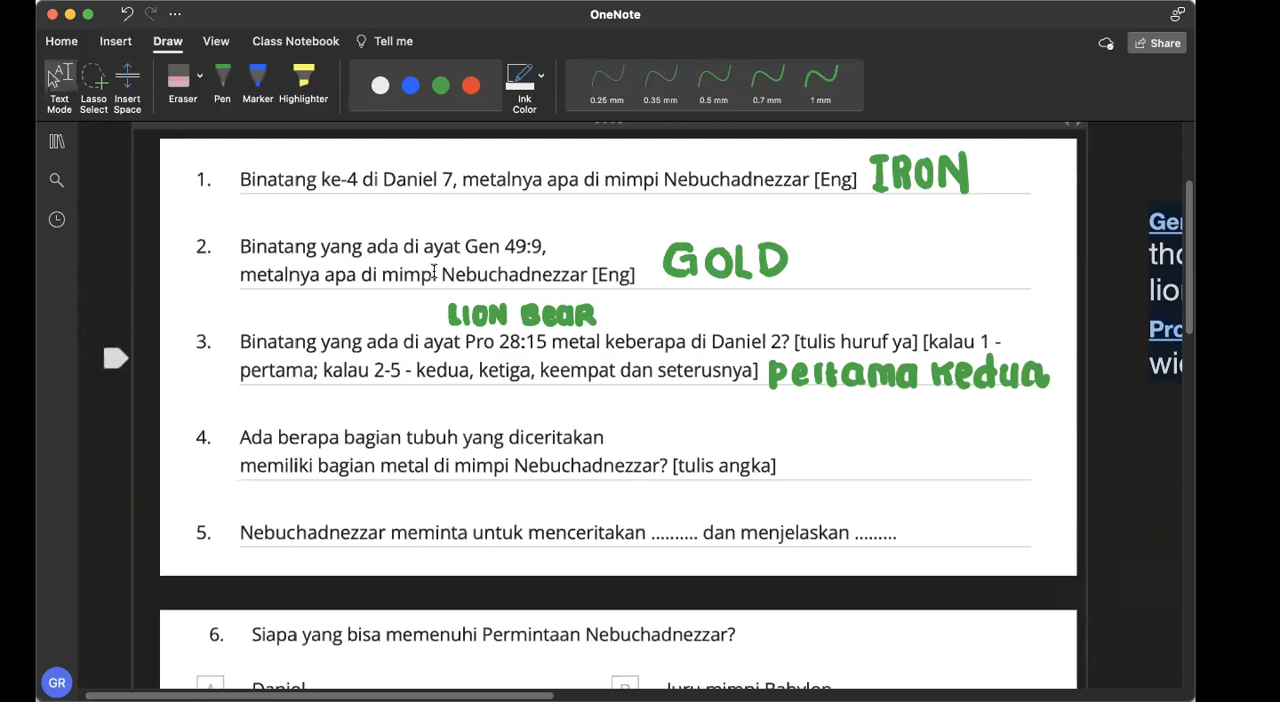 OneNote
Home Insert Draw View Class Notebook Tell me
Share
Text Mode
Lasso Select
Insert Space
Eraser
Pen
Marker
Highlighter
Ink Color
0.25 mm 0.35 mm 0.5 mm 0.7 mm 1 mm
1. Binatang ke-4 di Daniel 7, metalnya apa di mimpi Nebuchadnezzar [Eng] IRON
2. Binatang yang ada di ayat Gen 49:9,
metalnya apa di mimpi Nebuchadnezzar [Eng] GOLD
LION BEAR
3. Binatang yang ada di ayat Pro 28:15 metal keberapa di Daniel 2? [tulis huruf ya] [kalau 1 -
pertama; kalau 2-5 - kedua, ketiga, keempat dan seterusnya] pertama kedua
4. Ada berapa bagian tubuh yang diceritakan
memiliki bagian metal di mimpi Nebuchadnezzar? [tulis angka]
5. Nebuchadnezzar meminta untuk menceritakan .......... dan menjelaskan .........
6. Siapa yang bisa memenuhi Permintaan Nebuchadnezzar?
A Daniel B Juru mimpi Babylon
GR